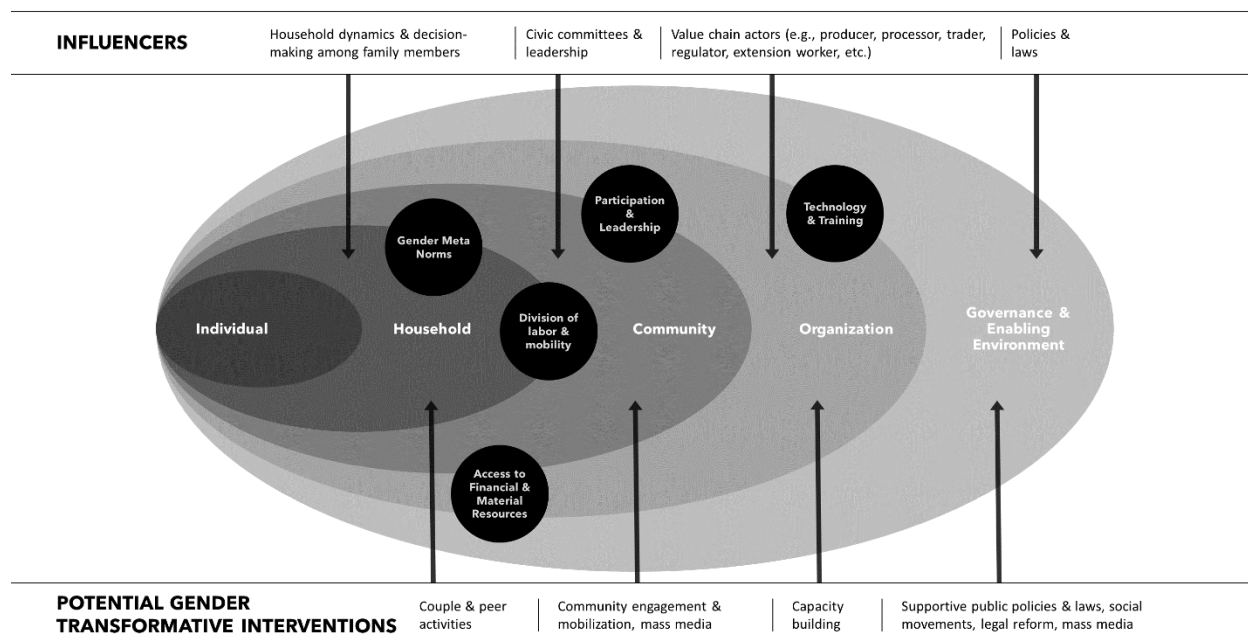 INFLUENCERS
Household dynamics & decision-
making among family members
Civic committees &
leadership
Value chain actors (e.g., producer, processor, trader,
regulator, extension worker, etc.)
Policies &
laws
Participation
&
Leadership
Technology
& Training
Gender Meta
Norms
Individual
Household
Division of
labor &
mobility
Community
Organization
Governance &
Enabling
Environment
Access to
Financial &
Material
Resources
POTENTIAL GENDER
TRANSFORMATIVE INTERVENTIONS
Couple & peer
activities
Community engagement &
mobilization, mass media
Capacity
building
Supportive public policies & laws, social
movements, legal reform, mass media